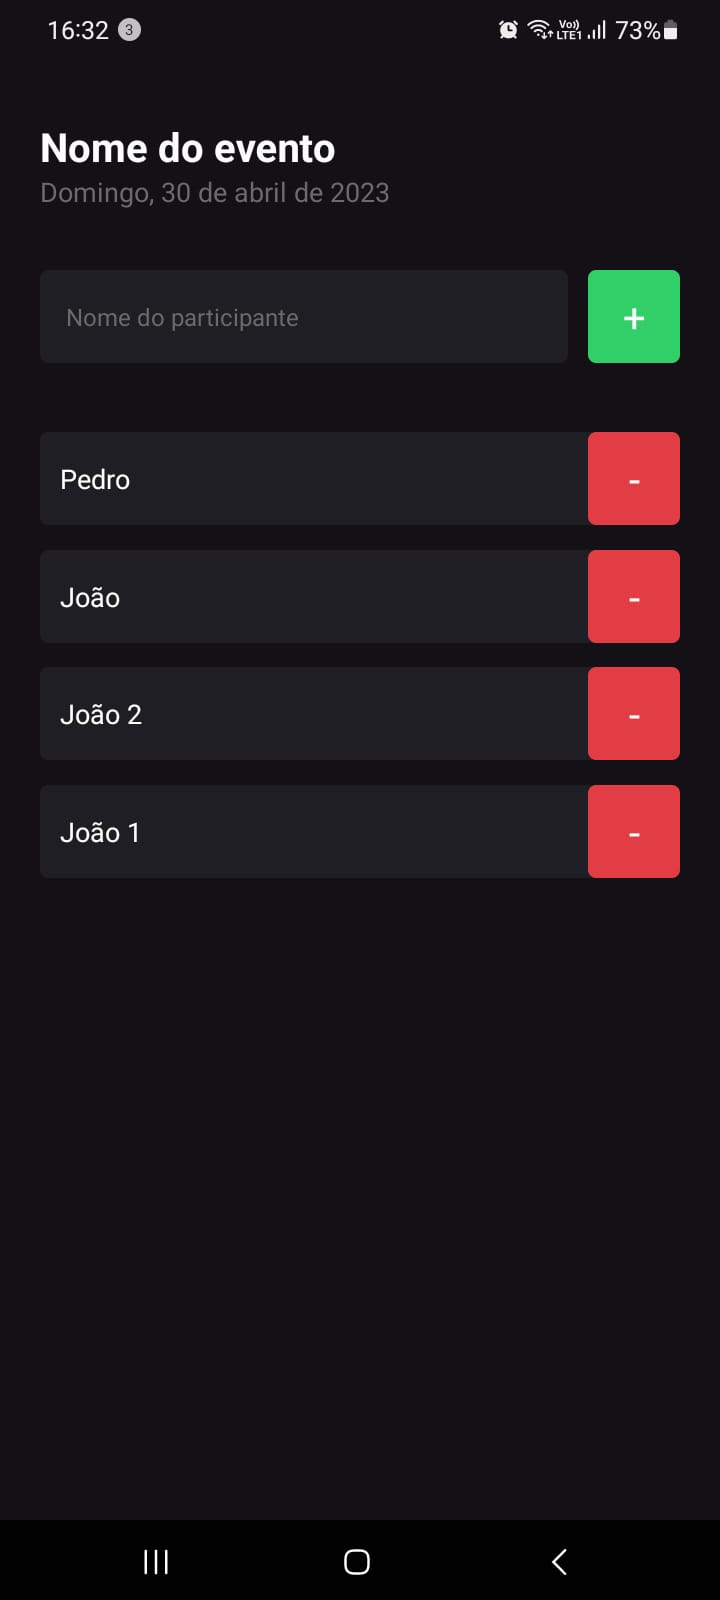 16:32 3 Vo)) LTE1 73%
Nome do evento
Domingo, 30 de abril de 2023
Nome do participante +
Pedro -
João -
João 2 -
João 1 -